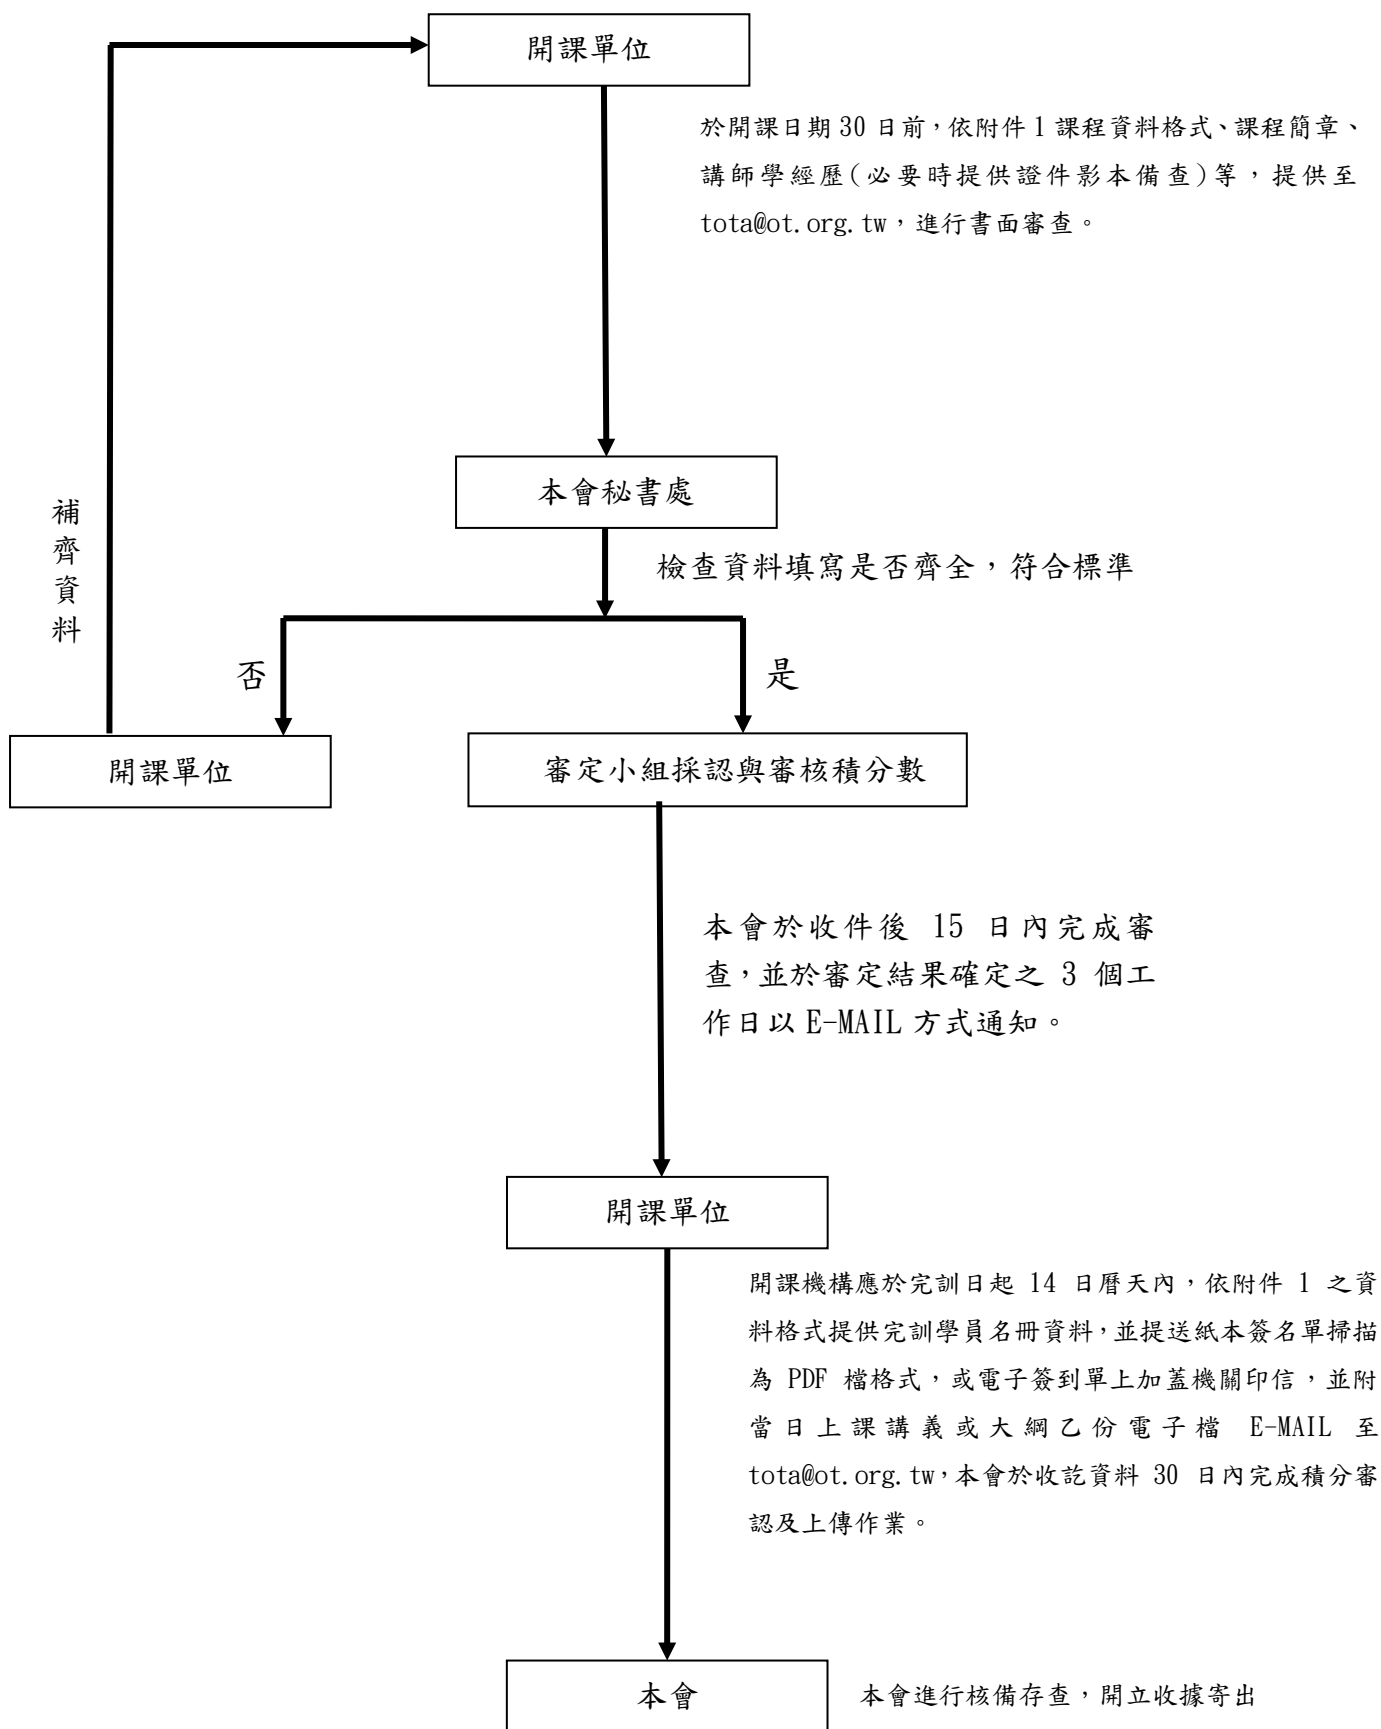 開課單位
於開課日期 30 日前，依附件 1 課程資料格式、課程簡章、
講師學經歷(必要時提供證件影本備查)等，提供至
tota@ot.org.tw，進行書面審查。
本會秘書處
檢查資料填寫是否齊全，符合標準
補
齊
資
料
否
是
開課單位
審定小組採認與審核積分數
本會於收件後 15 日內完成審
查，並於審定結果確定之 3 個工
作日以 E-MAIL 方式通知。
開課單位
開課機構應於完訓日起 14 日曆天內，依附件 1 之資
料格式提供完訓學員名冊資料，並提送紙本簽名單掃描
為 PDF 檔格式，或電子簽到單上加蓋機關印信，並附
當日上課講義或大綱乙份電子檔 E-MAIL 至
tota@ot.org.tw，本會於收訖資料 30 日內完成積分審
認及上傳作業。
本會
本會進行核備存查，開立收據寄出